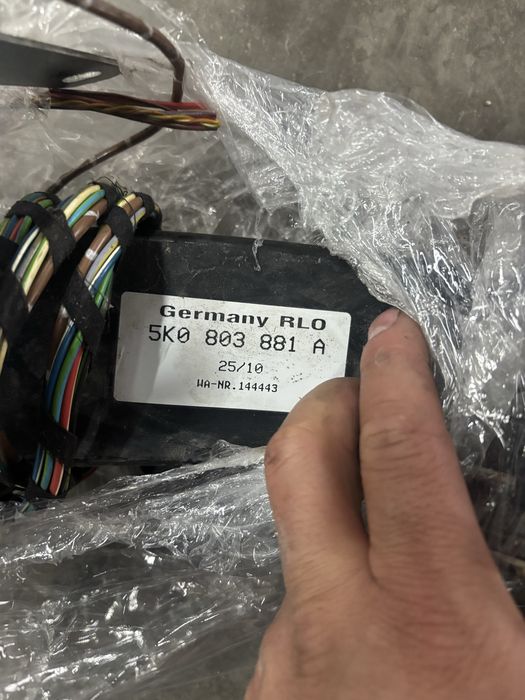 Germany RLO
5K0 803 881 A
25/10
WA-NR.144443